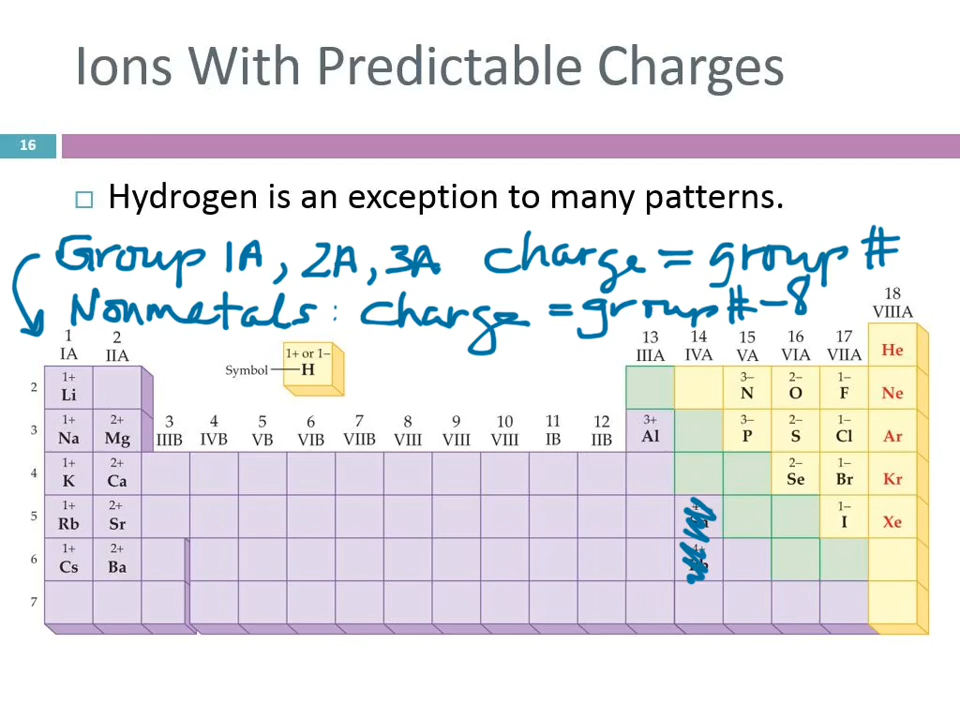 Ions With Predictable Charges
16
Hydrogen is an exception to many patterns.
Group 1A, 2A, 3A charge = group #
Nonmetals: charge = group # - 8
18
VIIIA
1 2 13 14 15 16 17
IA IIA IIIA IVA VA VIA VIIA He
1+ or 1–
Symbol H
2 1+ 3– 2– 1–
Li N O F Ne
3 4 5 6 7 8 9 10 11 12
IIIB IVB VB VIB VIIB VIII VIII VIII IB IIB
3 1+ 2+ 3+ 3– 2– 1–
Na Mg Al P S Cl Ar
4 1+ 2+ 2– 1–
K Ca Se Br Kr
5 1+ 2+ 1–
Rb Sr I Xe
6 1+ 2+
Cs Ba
7